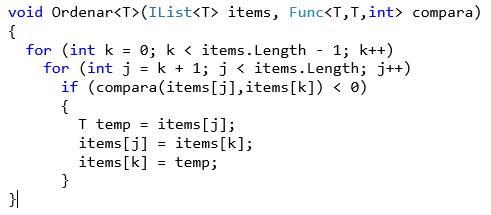 void Ordenar<T>(IList<T> items, Func<T,T,int> compara)
{
  for (int k = 0; k < items.Length - 1; k++)
    for (int j = k + 1; j < items.Length; j++)
      if (compara(items[j],items[k]) < 0)
      {
        T temp = items[j];
        items[j] = items[k];
        items[k] = temp;
      }
}